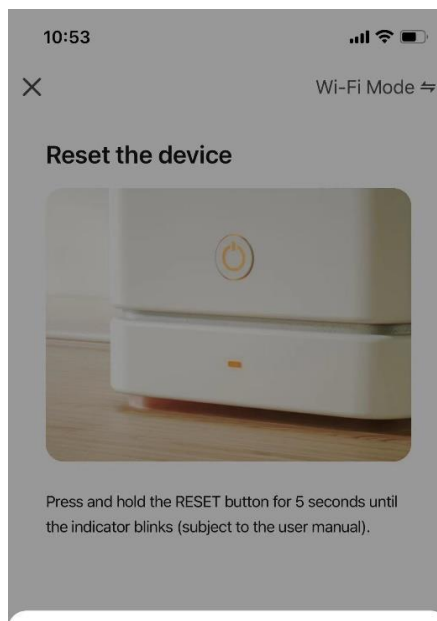 10:53
Wi-Fi Mode ⇋
Reset the device
Press and hold the RESET button for 5 seconds until
the indicator blinks (subject to the user manual).